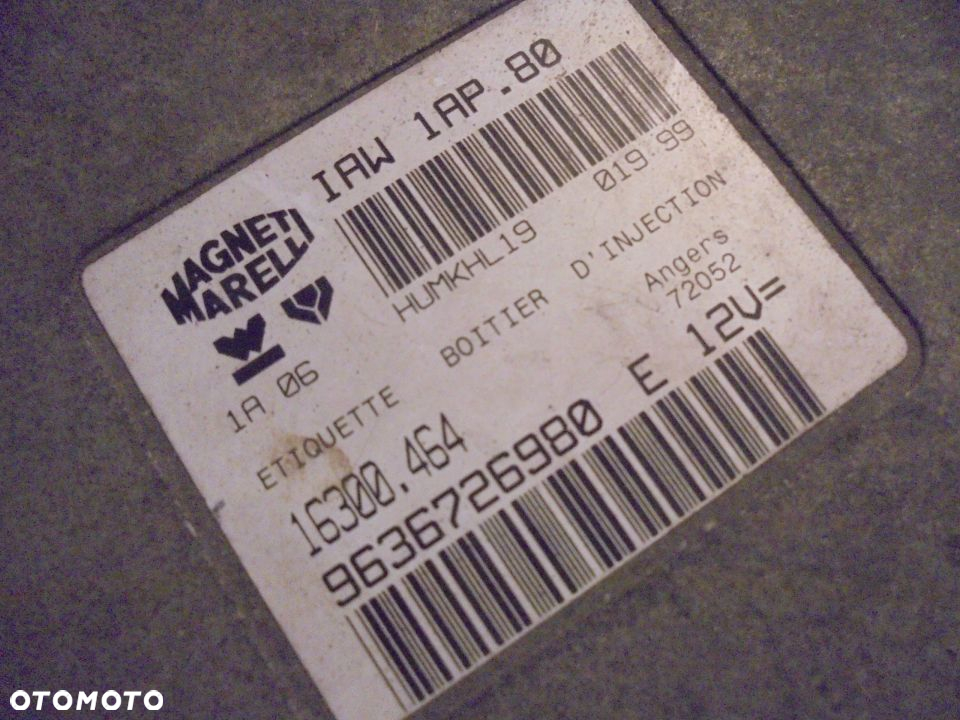 IAW 1AP.80
MAGNETI
MARELLI
HUMKHL19 019 99
1A 06
ETIQUETTE BOITIER D'INJECTION
Angers
72052
16300.464
9636726980 E 12V=
OTOMOTO